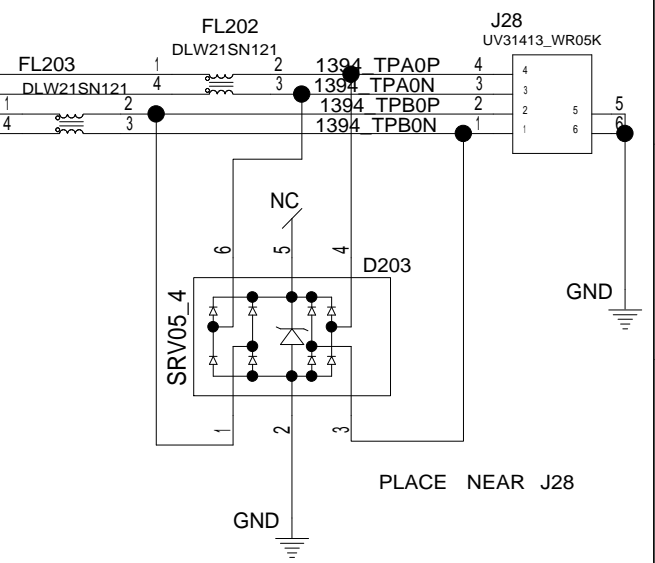 FL202
J28
DLW21SN121
UV31413_WR05K
FL203
1 2 1394_TPA0P 4 4
DLW21SN121 4 3 1394_TPA0N 3 3
1 2 1394_TPB0P 2 2 5 5
4 3 1394_TPB0N 1 1 6 6
NC
6 5 4
D203
GND
SRV05_4
1 2 3
PLACE NEAR J28
GND